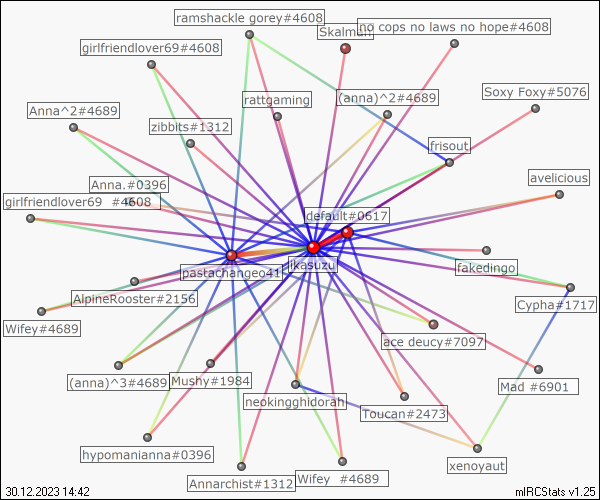 ramshackle gorey#4608
no cops no laws no hope#4608
girlfriendlover69#4608
Soxy Foxy#5076
rattgaming
(anna)^2#4689
Anna^2#4689
zibbits#1312
frisout
Anna.#0396
avelicious
girlfriendlover69 #4608
default#0617
pastachangeo41
jikasuzu
fakedingo
AlpineRooster#2156
Cypha#1717
Wifey#4689
ace deucy#7097
(anna)^3#4689
Mushy#1984
Mad #6901
neokingghidorah
Toucan#2473
hypomanianna#0396
xenoyaut
Annarchist#1312
Wifey #4689
30.12.2023 14:42
mIRCStats v1.25